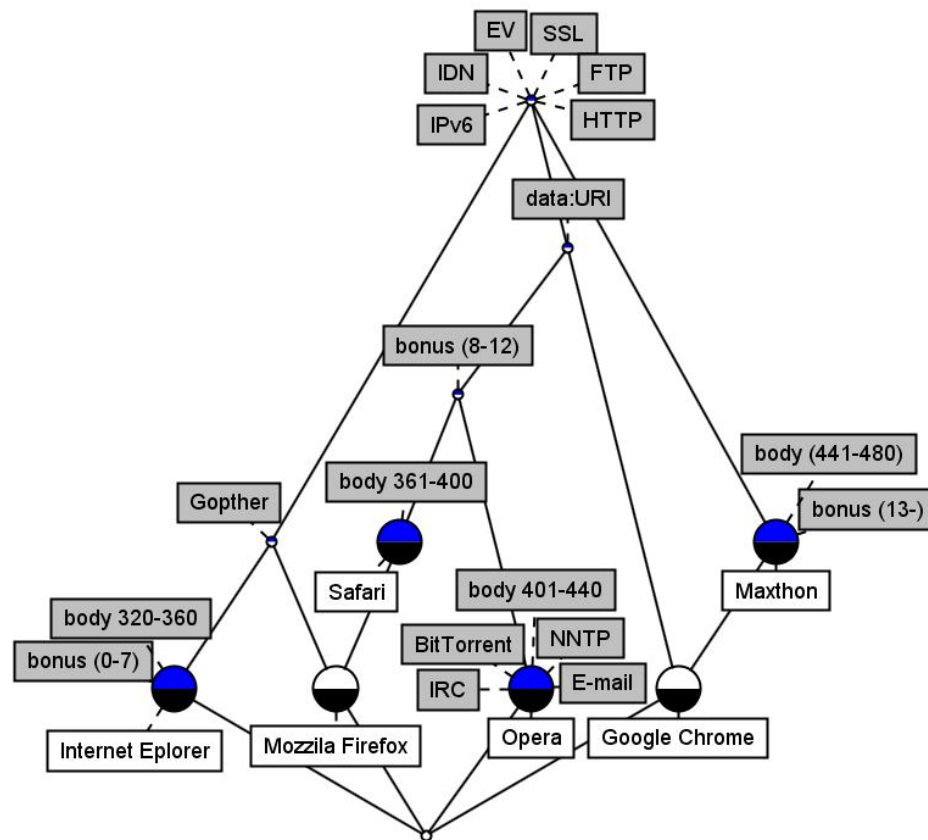 EV
SSL
IDN
FTP
IPv6
HTTP
data:URI
bonus (8-12)
body (441-480)
body 361-400
Gopther
bonus (13-)
Safari
body 401-440
Maxthon
body 320-360
BitTorrent
NNTP
bonus (0-7)
IRC
E-mail
Internet Eplorer
Mozzila Firefox
Opera
Google Chrome